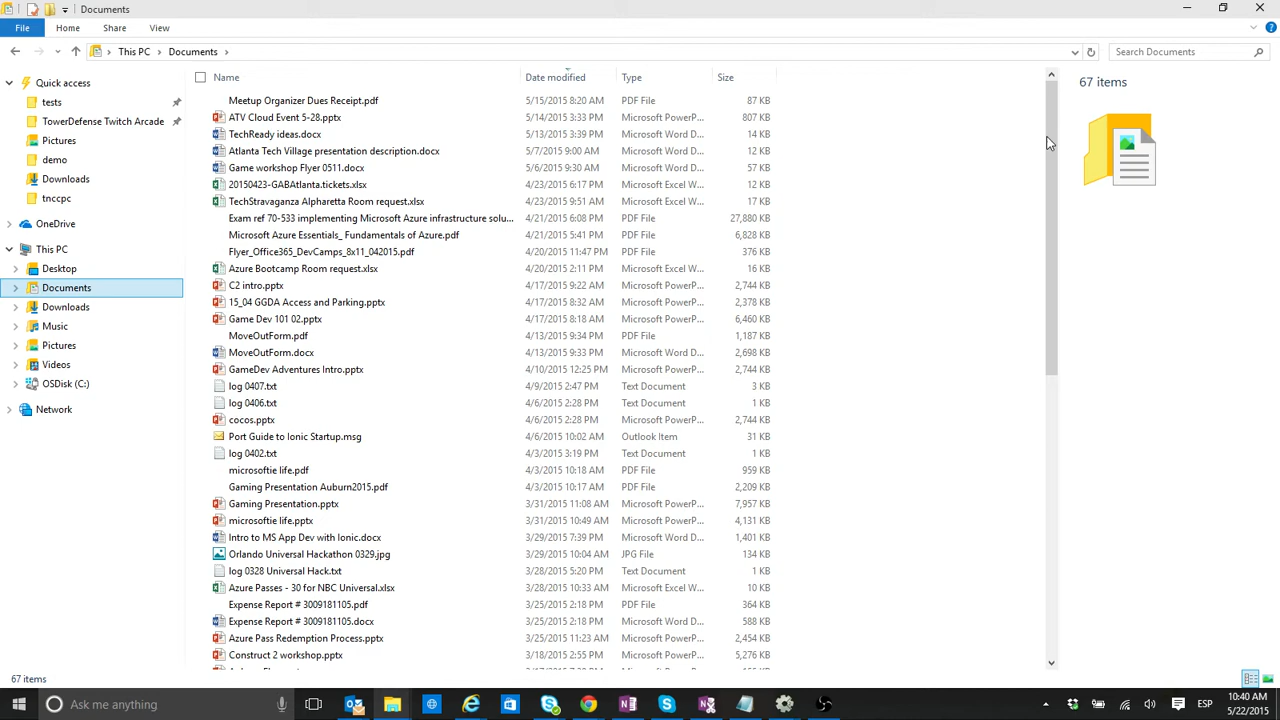 Documents
File Home Share View
This PC > Documents > Search Documents
Quick access
tests
TowerDefense Twitch Arcade
Pictures
demo
Downloads
tnccpc
OneDrive
This PC
Desktop
Documents
Downloads
Music
Pictures
Videos
OSDisk (C:)
Network
Name Date modified Type Size
Meetup Organizer Dues Receipt.pdf 5/15/2015 8:20 AM PDF File 87 KB
ATV Cloud Event 5-28.pptx 5/14/2015 3:33 PM Microsoft PowerP... 807 KB
TechReady ideas.docx 5/13/2015 3:39 PM Microsoft Word D... 14 KB
Atlanta Tech Village presentation description.docx 5/7/2015 9:00 AM Microsoft Word D... 12 KB
Game workshop Flyer 0511.docx 5/6/2015 9:30 AM Microsoft Word D... 57 KB
20150423-GABAtlanta.tickets.xlsx 4/23/2015 6:17 PM Microsoft Excel W... 12 KB
TechStravaganza Alpharetta Room request.xlsx 4/23/2015 9:51 AM Microsoft Excel W... 17 KB
Exam ref 70-533 implementing Microsoft Azure infrastructure solu... 4/21/2015 6:08 PM PDF File 27,880 KB
Microsoft Azure Essentials_ Fundamentals of Azure.pdf 4/21/2015 5:41 PM PDF File 6,828 KB
Flyer_Office365_DevCamps_8x11_042015.pdf 4/20/2015 11:47 PM PDF File 376 KB
Azure Bootcamp Room request.xlsx 4/20/2015 2:11 PM Microsoft Excel W... 16 KB
C2 intro.pptx 4/17/2015 9:22 AM Microsoft PowerP... 2,744 KB
15_04 GGDA Access and Parking.pptx 4/17/2015 8:32 AM Microsoft PowerP... 2,378 KB
Game Dev 101 02.pptx 4/17/2015 8:18 AM Microsoft PowerP... 6,460 KB
MoveOutForm.pdf 4/13/2015 9:34 PM PDF File 1,187 KB
MoveOutForm.docx 4/13/2015 9:33 PM Microsoft Word D... 2,698 KB
GameDev Adventures Intro.pptx 4/10/2015 12:25 PM Microsoft PowerP... 2,744 KB
log 0407.txt 4/9/2015 2:47 PM Text Document 3 KB
log 0406.txt 4/6/2015 2:28 PM Text Document 1 KB
cocos.pptx 4/6/2015 2:28 PM Microsoft PowerP... 2,744 KB
Port Guide to Ionic Startup.msg 4/6/2015 10:02 AM Outlook Item 31 KB
log 0402.txt 4/3/2015 3:19 PM Text Document 1 KB
microsoftie life.pdf 4/3/2015 10:18 AM PDF File 959 KB
Gaming Presentation Auburn2015.pdf 4/3/2015 10:17 AM PDF File 2,209 KB
Gaming Presentation.pptx 3/31/2015 11:08 AM Microsoft PowerP... 7,957 KB
microsoftie life.pptx 3/31/2015 10:49 AM Microsoft PowerP... 4,131 KB
Intro to MS App Dev with Ionic.docx 3/29/2015 7:39 PM Microsoft Word D... 1,401 KB
Orlando Universal Hackathon 0329.jpg 3/29/2015 10:04 AM JPG File 134 KB
log 0328 Universal Hack.txt 3/28/2015 5:20 PM Text Document 1 KB
Azure Passes - 30 for NBC Universal.xlsx 3/28/2015 10:33 AM Microsoft Excel W... 10 KB
Expense Report # 3009181105.pdf 3/25/2015 2:18 PM PDF File 364 KB
Expense Report # 3009181105.docx 3/25/2015 2:18 PM Microsoft Word D... 588 KB
Azure Pass Redemption Process.pptx 3/25/2015 11:23 AM Microsoft PowerP... 2,454 KB
Construct 2 workshop.pptx 3/18/2015 2:55 PM Microsoft PowerP... 5,276 KB
67 items
67 items
Ask me anything
ESP
10:40 AM
5/22/2015